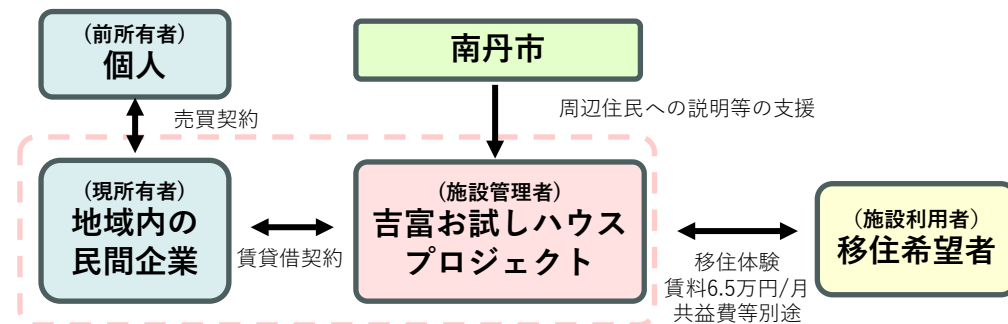 （前所有者）
個人
南丹市
売買契約
周辺住民への説明等の支援
（現所有者）
地域内の
民間企業
賃貸借契約
（施設管理者）
吉富お試しハウス
プロジェクト
移住体験
賃料6.5万円/月
共益費等別途
（施設利用者）
移住希望者